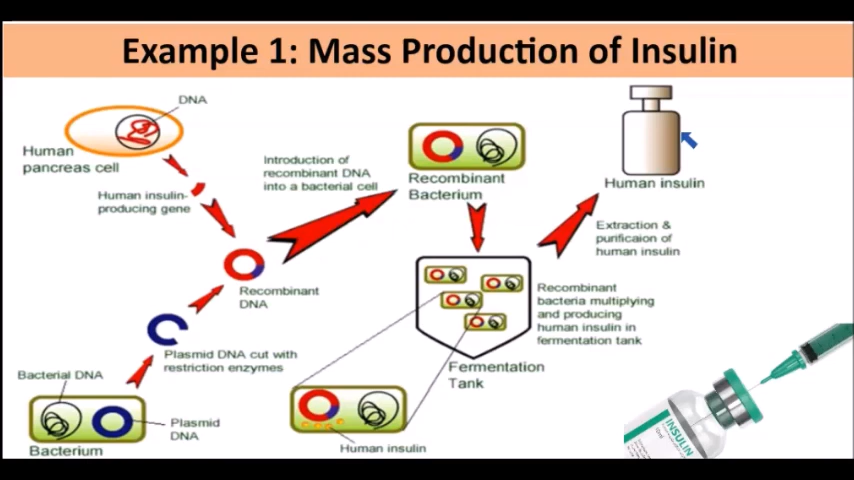 Example 1: Mass Production of Insulin
DNA
Human
pancreas cell
Human insulin-
producing gene
Introduction of
recombinant DNA
into a bacterial cell
Recombinant
Bacterium
Human insulin
Extraction &
purificaion of
human insulin
Recombinant
DNA
Recombinant
bacteria multiplying
and producing
human insulin in
fermentation tank
Plasmid DNA cut with
restriction enzymes
Fermentation
Tank
Bacterial DNA
Plasmid
DNA
Bacterium
Human insulin
INSULIN